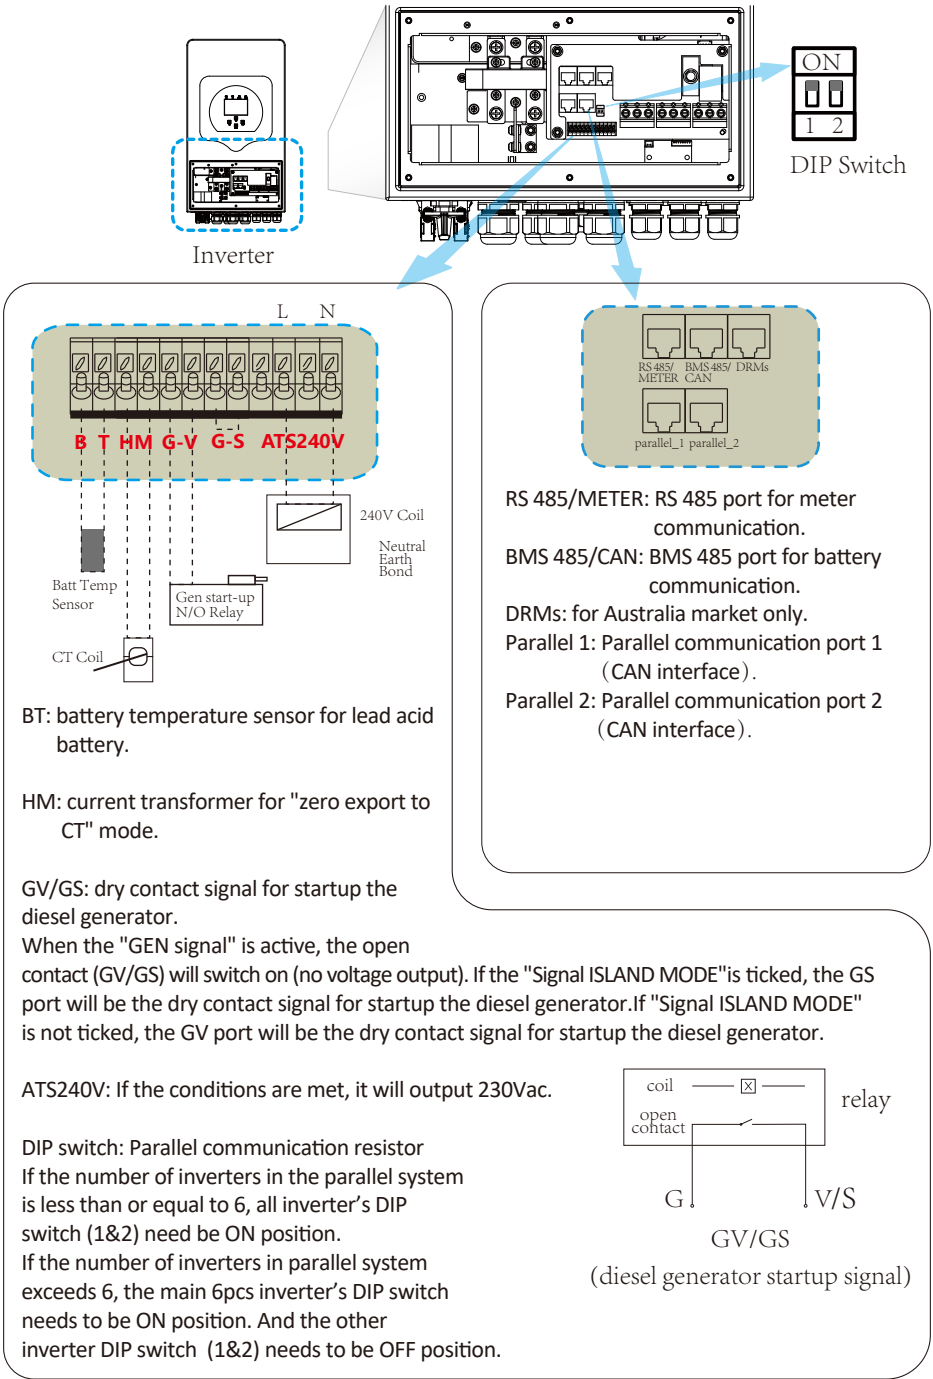 ON
1 2
DIP Switch
Inverter
L N
B T HM G-V G-S ATS240V
240V Coil
Neutral
Earth
Bond
Batt Temp
Sensor
Gen start-up
N/O Relay
CT Coil
RS 485/ BMS 485/ DRMs
METER CAN
parallel_1 parallel_2
RS 485/METER: RS 485 port for meter
communication.
BMS 485/CAN: BMS 485 port for battery
communication.
DRMs: for Australia market only.
Parallel 1: Parallel communication port 1
（CAN interface）.
Parallel 2: Parallel communication port 2
（CAN interface）.
BT: battery temperature sensor for lead acid
battery.
HM: current transformer for "zero export to
CT" mode.
GV/GS: dry contact signal for startup the
diesel generator.
When the "GEN signal" is active, the open
contact (GV/GS) will switch on (no voltage output). If the "Signal ISLAND MODE"is ticked, the GS
port will be the dry contact signal for startup the diesel generator.If "Signal ISLAND MODE"
is not ticked, the GV port will be the dry contact signal for startup the diesel generator.
ATS240V: If the conditions are met, it will output 230Vac.
DIP switch: Parallel communication resistor
If the number of inverters in the parallel system
is less than or equal to 6, all inverter’s DIP
switch (1&2) need be ON position.
If the number of inverters in parallel system
exceeds 6, the main 6pcs inverter’s DIP switch
needs to be ON position. And the other
inverter DIP switch (1&2) needs to be OFF position.
coil
relay
open
contact
G V/S
GV/GS
(diesel generator startup signal)